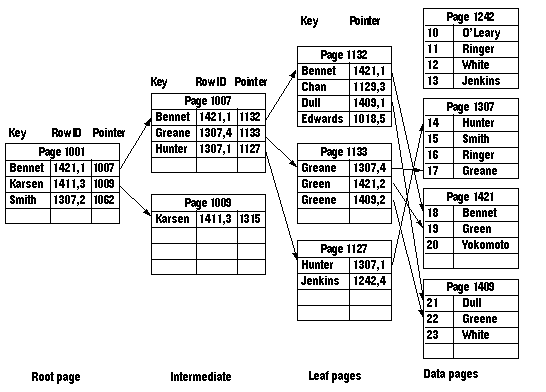 Key Pointer
Page 1132
Bennet 1421,1
Chan 1129,3
Dull 1409,1
Edwards 1018,5
Page 1242
10 O'Leary
11 Ringer
12 White
13 Jenkins
Key RowID Pointer
Page 1007
Bennet 1421,1 1132
Greane 1307,4 1133
Hunter 1307,1 1127
Page 1307
14 Hunter
15 Smith
16 Ringer
17 Greane
Key RowID Pointer
Page 1001
Bennet 1421,1 1007
Karsen 1411,3 1009
Smith 1307,2 1062
Page 1133
Greane 1307,4
Green 1421,2
Greene 1409,2
Page 1009
Karsen 1411,3 1315
Page 1421
18 Bennet
19 Green
20 Yokomoto
Page 1127
Hunter 1307,1
Jenkins 1242,4
Page 1409
21 Dull
22 Greene
23 White
Root page Intermediate Leaf pages Data pages